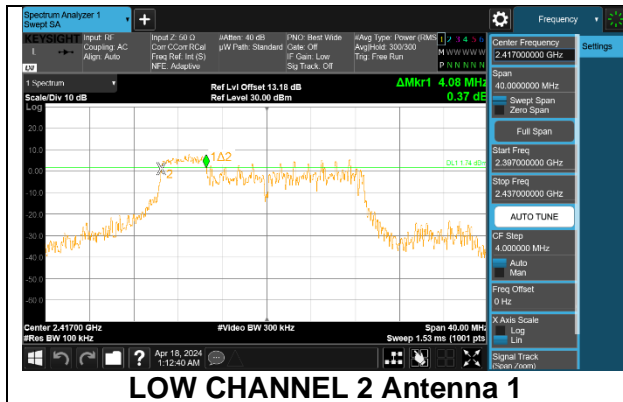 Spectrum Analyzer 1
Swept SA
+
Frequency
KEYSIGHT
Input: RF
Coupling: AC
Align: Auto
Input Z: 50 Ω
Corr CCorr RCal
Freq Ref: Int (S)
NFE: Adaptive
#Atten: 40 dB
µW Path: Standard
PNO: Best Wide
Gate: Off
IF Gain: Low
Sig Track: Off
#Avg Type: Power (RMS
Avg|Hold: 300/300
Trig: Free Run
1 2 3 4 5 6
M W W W W W
P N N N N N
L
LW
1 Spectrum
Scale/Div 10 dB
Log
Ref Lvl Offset 13.18 dB
Ref Level 30.00 dBm
ΔMkr1 4.08 MHz
0.37 dB
20.0
10.0
0.00
-10.0
-20.0
-30.0
-40.0
-50.0
-60.0
1Δ2
2
DL1 1.74 dBm
Center 2.41700 GHz
#Res BW 100 kHz
#Video BW 300 kHz
Span 40.00 MHz
Sweep 1.53 ms (1001 pts)
Apr 18, 2024
1:12:40 AM
?
Center Frequency
2.417000000 GHz
Settings
Span
40.0000000 MHz
Swept Span
Zero Span
Full Span
Start Freq
2.397000000 GHz
Stop Freq
2.437000000 GHz
AUTO TUNE
CF Step
4.000000 MHz
Auto
Man
Freq Offset
0 Hz
X Axis Scale
Log
Lin
Signal Track
(Span Zoom)
LOW CHANNEL 2 Antenna 1